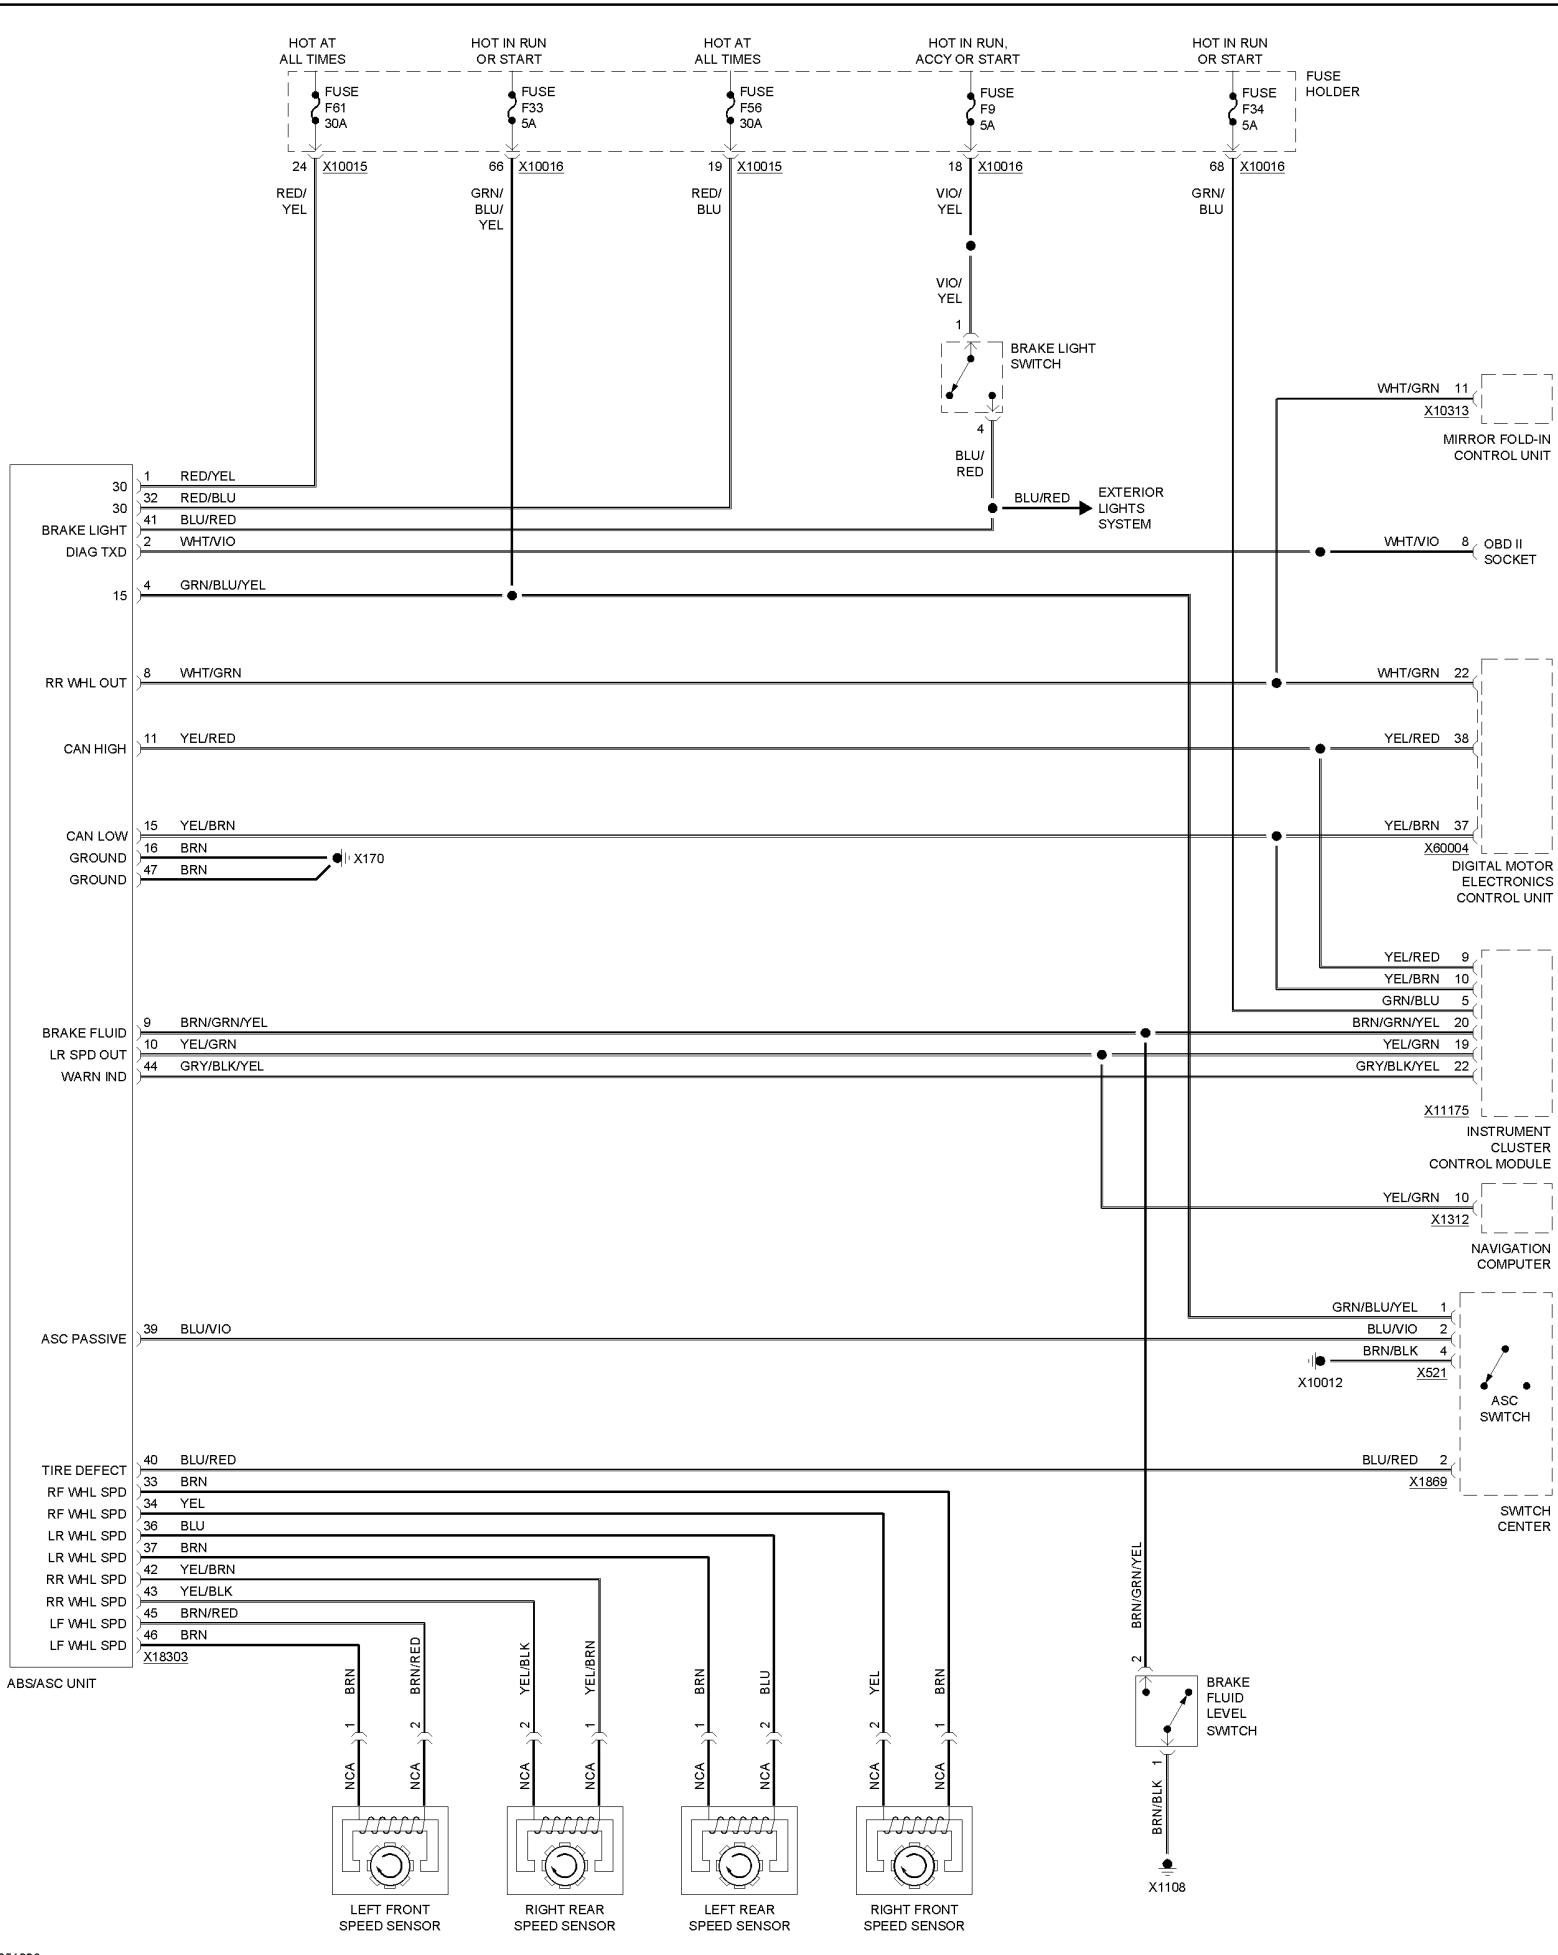 HOT AT
ALL TIMES
HOT IN RUN
OR START
HOT AT
ALL TIMES
HOT IN RUN,
ACCY OR START
HOT IN RUN
OR START
FUSE
HOLDER
FUSE
F61
30A
FUSE
F33
5A
FUSE
F56
30A
FUSE
F9
5A
FUSE
F34
5A
24 X10015
66 X10016
19 X10015
18 X10016
68 X10016
RED/
YEL
GRN/
BLU/
YEL
RED/
BLU
VIO/
YEL
GRN/
BLU
VIO/
YEL
1
BRAKE LIGHT
SWITCH
4
BLU/
RED
BLU/RED
EXTERIOR
LIGHTS
SYSTEM
WHT/GRN 11
X10313
MIRROR FOLD-IN
CONTROL UNIT
30 1 RED/YEL
30 32 RED/BLU
BRAKE LIGHT 41 BLU/RED
DIAG TXD 2 WHT/VIO
WHT/VIO 8 OBD II
SOCKET
15 4 GRN/BLU/YEL
RR WHL OUT 8 WHT/GRN
WHT/GRN 22
CAN HIGH 11 YEL/RED
YEL/RED 38
CAN LOW 15 YEL/BRN
YEL/BRN 37
X60004
GROUND 16 BRN
X170
GROUND 47 BRN
DIGITAL MOTOR
ELECTRONICS
CONTROL UNIT
YEL/RED 9
YEL/BRN 10
GRN/BLU 5
BRAKE FLUID 9 BRN/GRN/YEL
BRN/GRN/YEL 20
LR SPD OUT 10 YEL/GRN
YEL/GRN 19
WARN IND 44 GRY/BLK/YEL
GRY/BLK/YEL 22
X11175
INSTRUMENT
CLUSTER
CONTROL MODULE
YEL/GRN 10
X1312
NAVIGATION
COMPUTER
GRN/BLU/YEL 1
ASC PASSIVE 39 BLU/VIO
BLU/VIO 2
BRN/BLK 4
X10012
X521
ASC
SWITCH
TIRE DEFECT 40 BLU/RED
BLU/RED 2
X1869
SWITCH
CENTER
RF WHL SPD 33 BRN
RF WHL SPD 34 YEL
LR WHL SPD 36 BLU
LR WHL SPD 37 BRN
RR WHL SPD 42 YEL/BRN
RR WHL SPD 43 YEL/BLK
LF WHL SPD 45 BRN/RED
LF WHL SPD 46 BRN
X18303
ABS/ASC UNIT
BRN
BRN/RED
YEL/BLK
YEL/BRN
BRN
BLU
YEL
BRN
1
2
2
1
1
2
2
1
NCA
NCA
NCA
NCA
NCA
NCA
NCA
NCA
BRN/GRN/YEL
2
BRAKE
FLUID
LEVEL
SWITCH
1
BRN/BLK
X1108
LEFT FRONT
SPEED SENSOR
RIGHT REAR
SPEED SENSOR
LEFT REAR
SPEED SENSOR
RIGHT FRONT
SPEED SENSOR